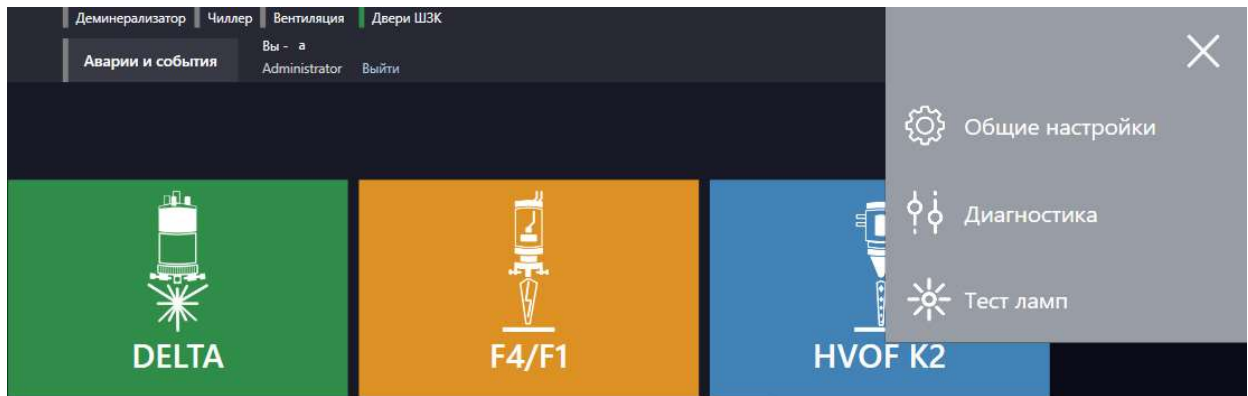 Деминерализатор Чиллер Вентиляция Двери ШЗК
Аварии и события
Вы - a
Administrator Выйти
Общие настройки
Диагностика
Тест ламп
DELTA F4/F1 HVOF K2